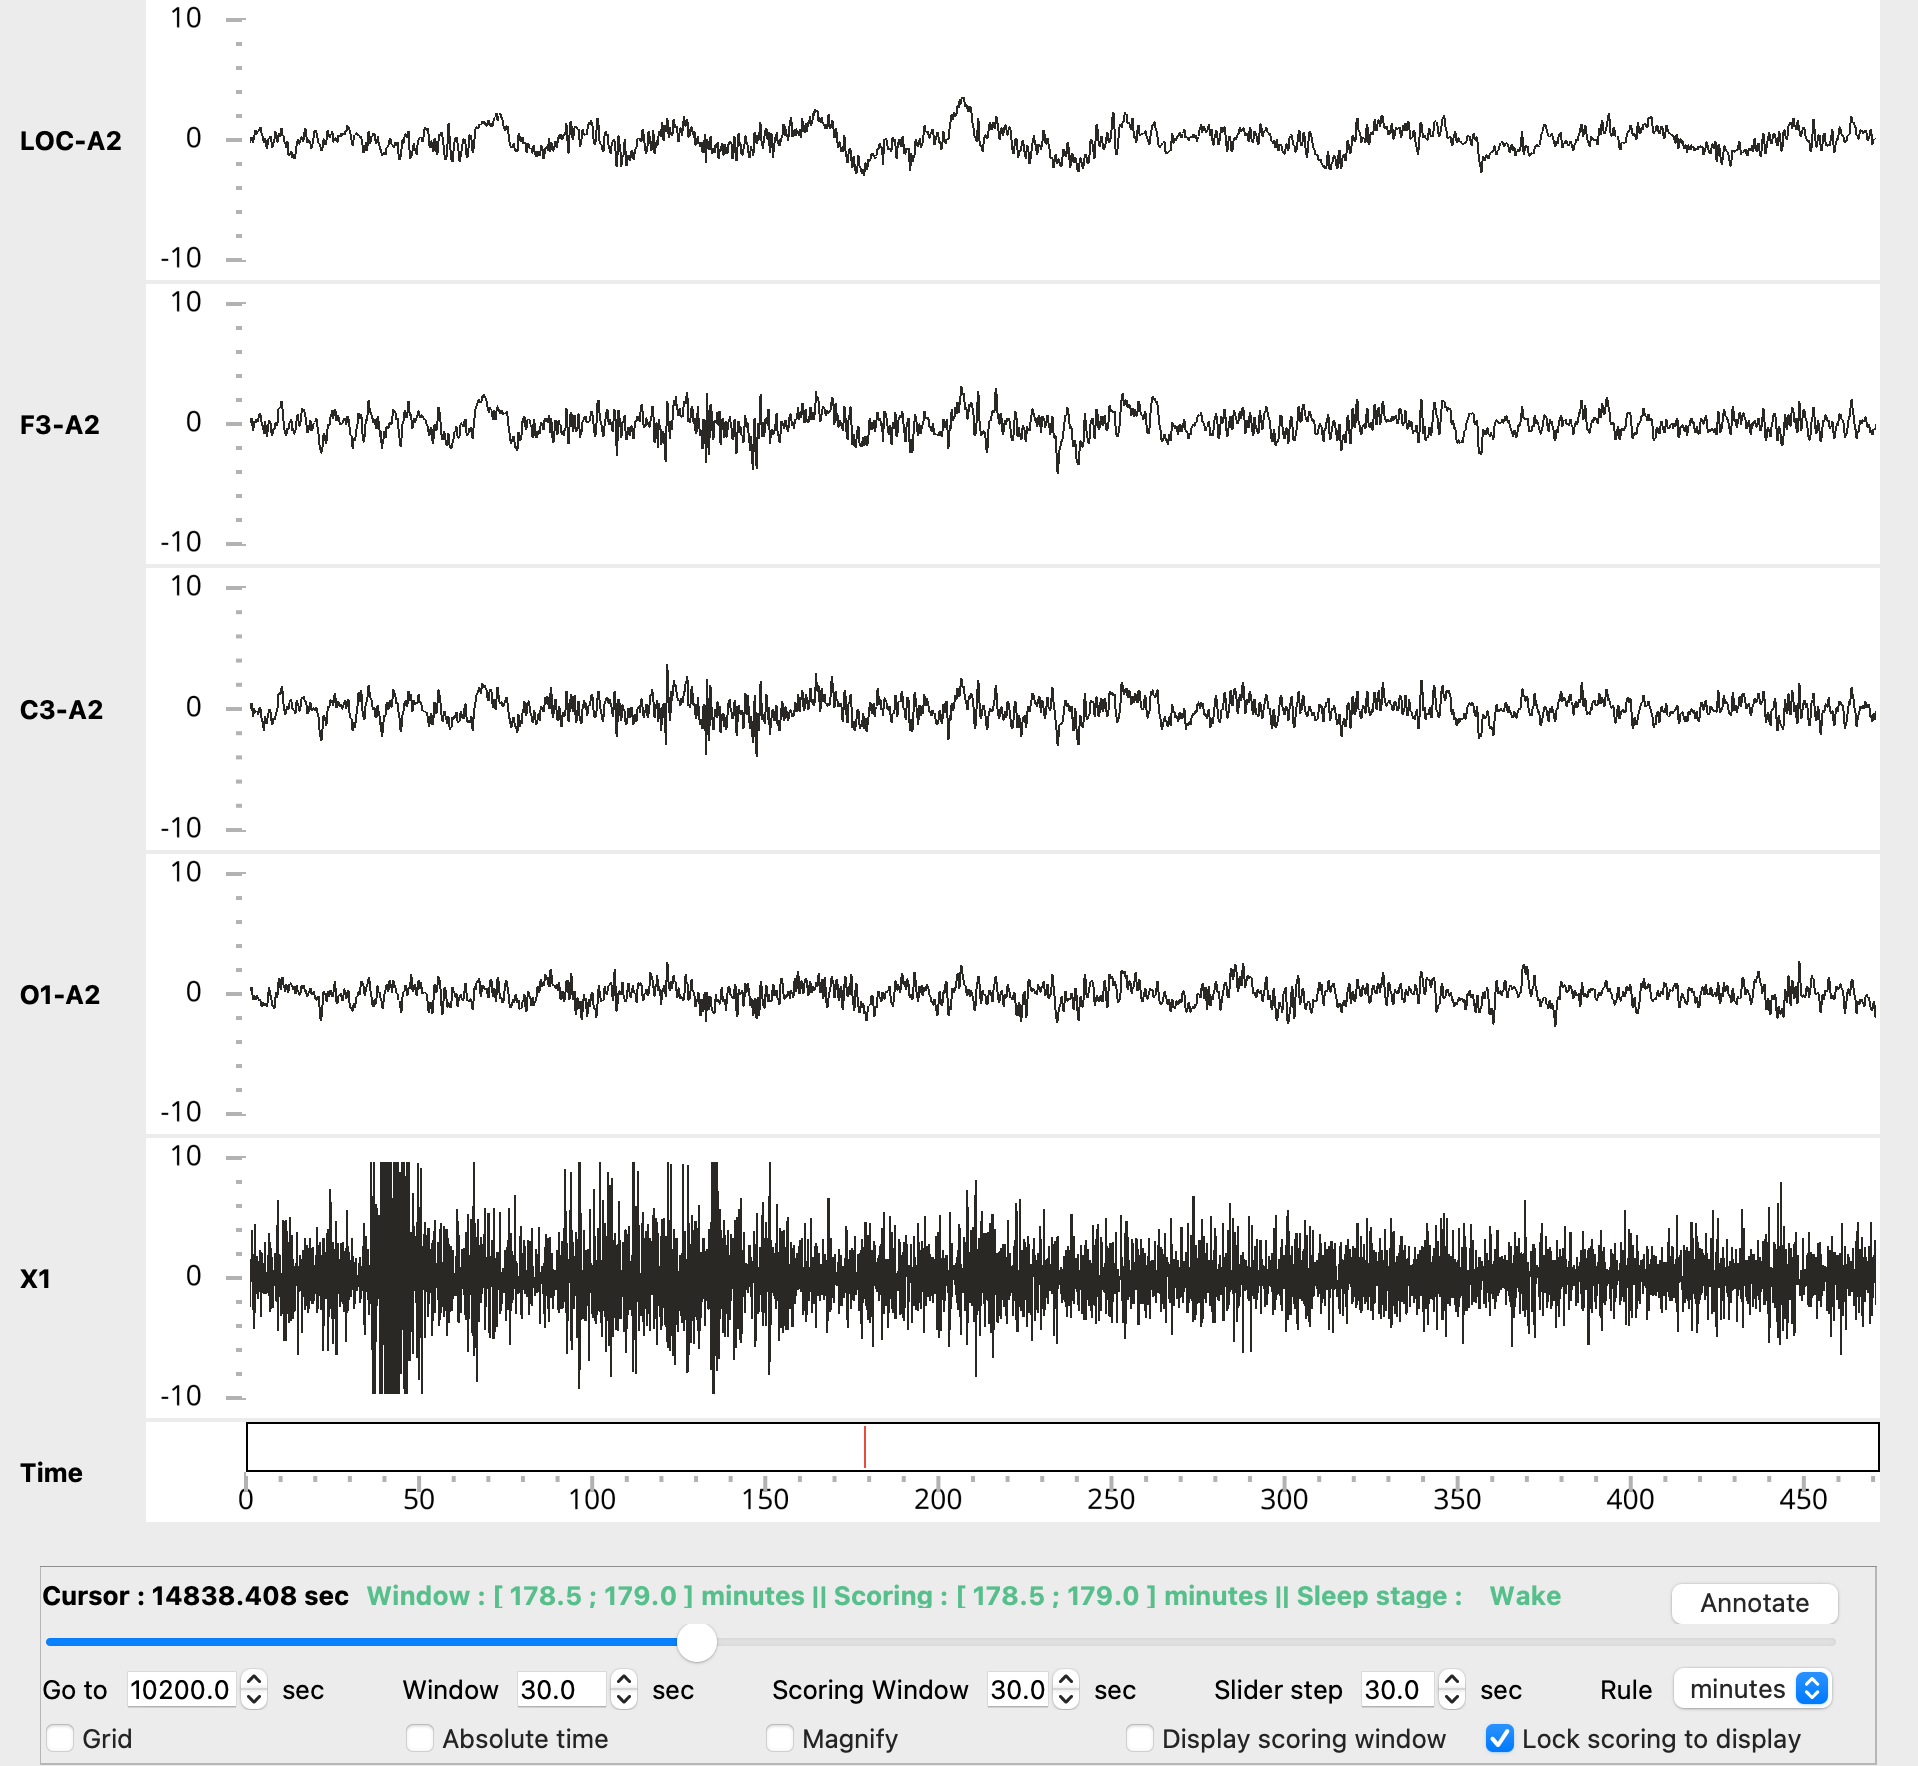 10
LOC-A2 0
-10
10
F3-A2 0
-10
10
C3-A2 0
-10
10
O1-A2 0
-10
10
X1 0
-10
Time
0 50 100 150 200 250 300 350 400 450
Cursor : 14838.408 sec Window : [ 178.5 ; 179.0 ] minutes || Scoring : [ 178.5 ; 179.0 ] minutes || Sleep stage : Wake Annotate
Go to 10200.0 sec Window 30.0 sec Scoring Window 30.0 sec Slider step 30.0 sec Rule minutes
Grid Absolute time Magnify Display scoring window Lock scoring to display